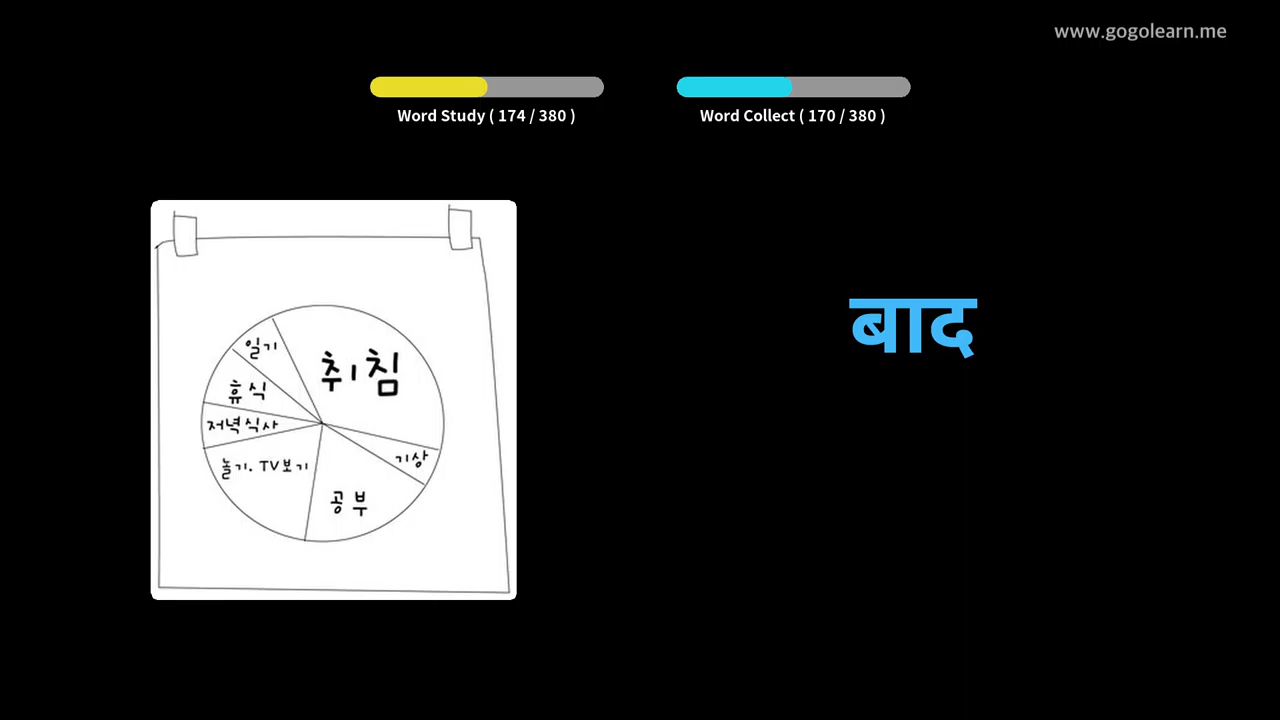 www.gogolearn.me
Word Study ( 174 / 380 )
Word Collect ( 170 / 380 )
일기
취침
휴식
저녁식사
놀기. TV보기
기상
공부
बाद